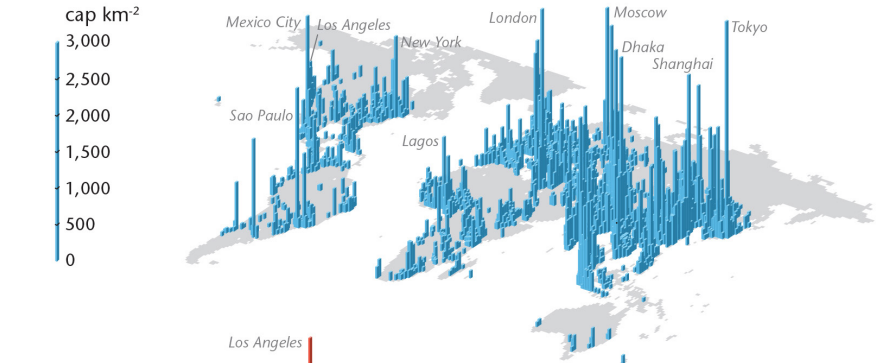 cap km-2
3,000
2,500
2,000
1,500
1,000
500
0
Mexico City
Los Angeles
New York
Sao Paulo
London
Moscow
Dhaka
Shanghai
Tokyo
Lagos
Los Angeles